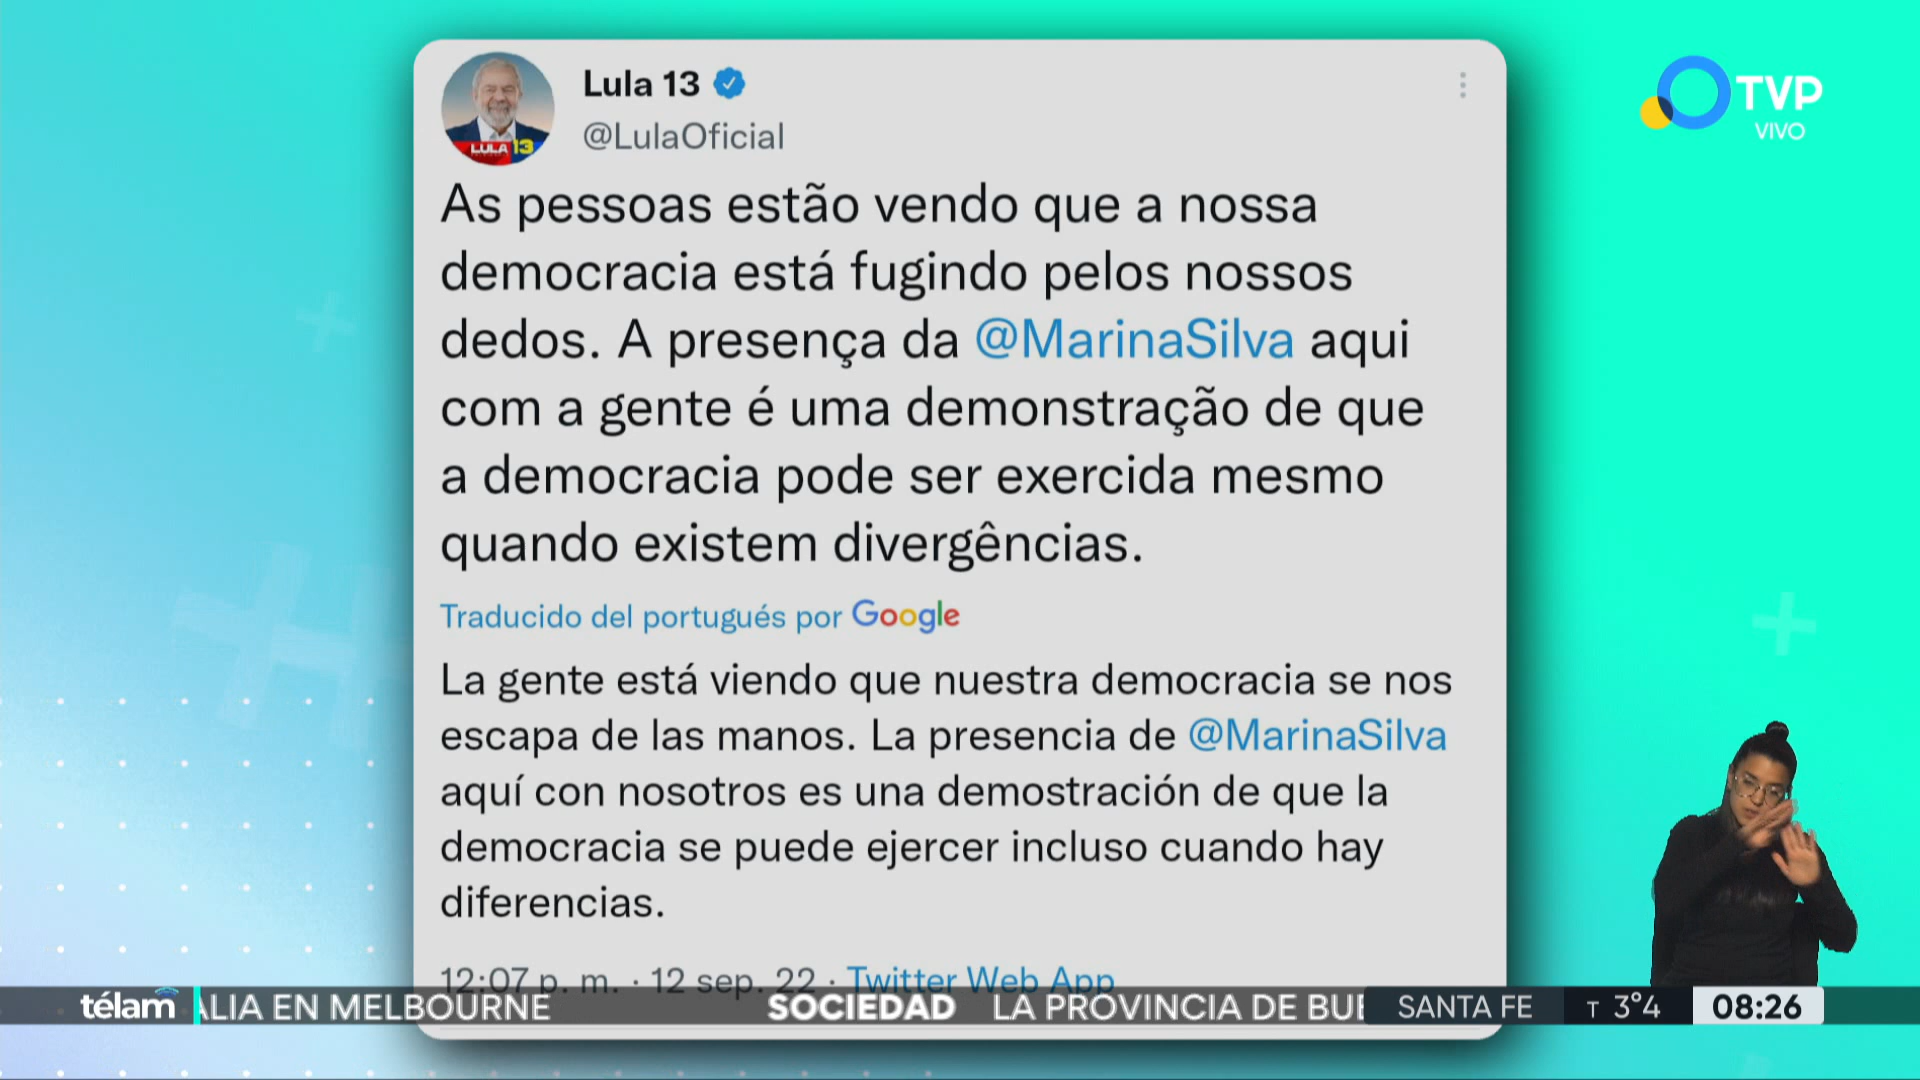 Lula 13
@LulaOficial
LULA 13
As pessoas estão vendo que a nossa
democracia está fugindo pelos nossos
dedos. A presença da @MarinaSilva aqui
com a gente é uma demonstração de que
a democracia pode ser exercida mesmo
quando existem divergências.
Traducido del portugués por Google
La gente está viendo que nuestra democracia se nos
escapa de las manos. La presencia de @MarinaSilva
aquí con nosotros es una demostración de que la
democracia se puede ejercer incluso cuando hay
diferencias.
12:07 p. m. · 12 sep. 22 · Twitter Web App
TVP
VIVO
télam ALIA EN MELBOURNE SOCIEDAD LA PROVINCIA DE BUE SANTA FE T 3°4 08:26